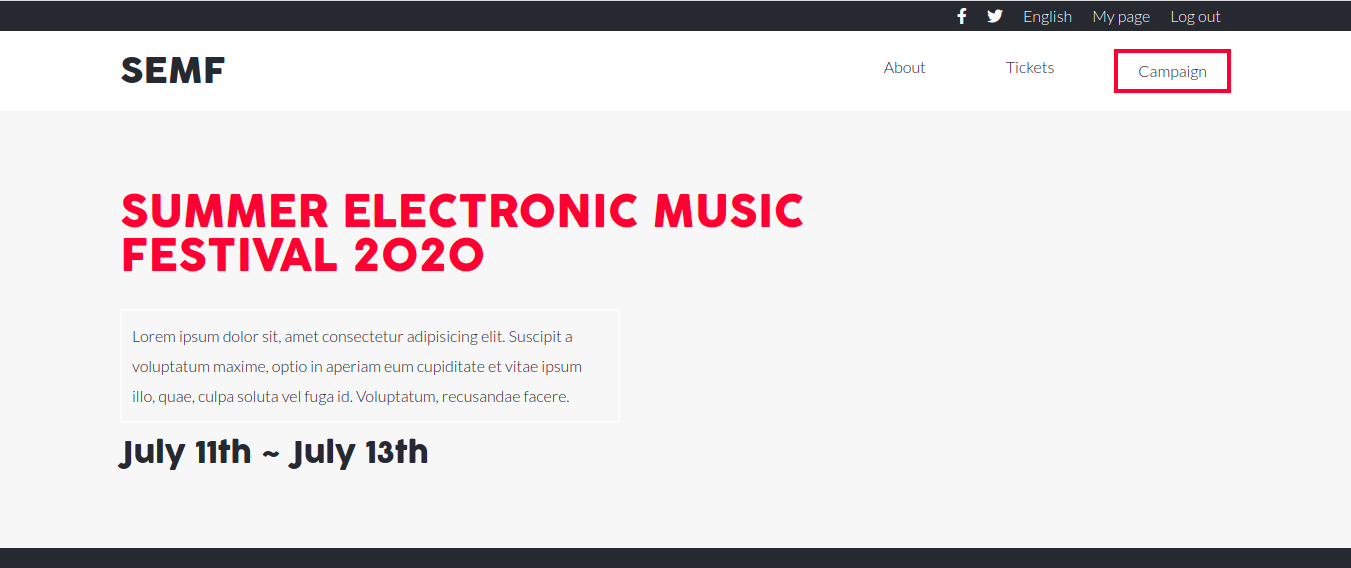 English My page Log out
SEMF
About Tickets Campaign
SUMMER ELECTRONIC MUSIC
FESTIVAL 2020
Lorem ipsum dolor sit, amet consectetur adipisicing elit. Suscipit a
voluptatum maxime, optio in aperiam eum cupiditate et vitae ipsum
illo, quae, culpa soluta vel fuga id. Voluptatum, recusandae facere.
July 11th ~ July 13th